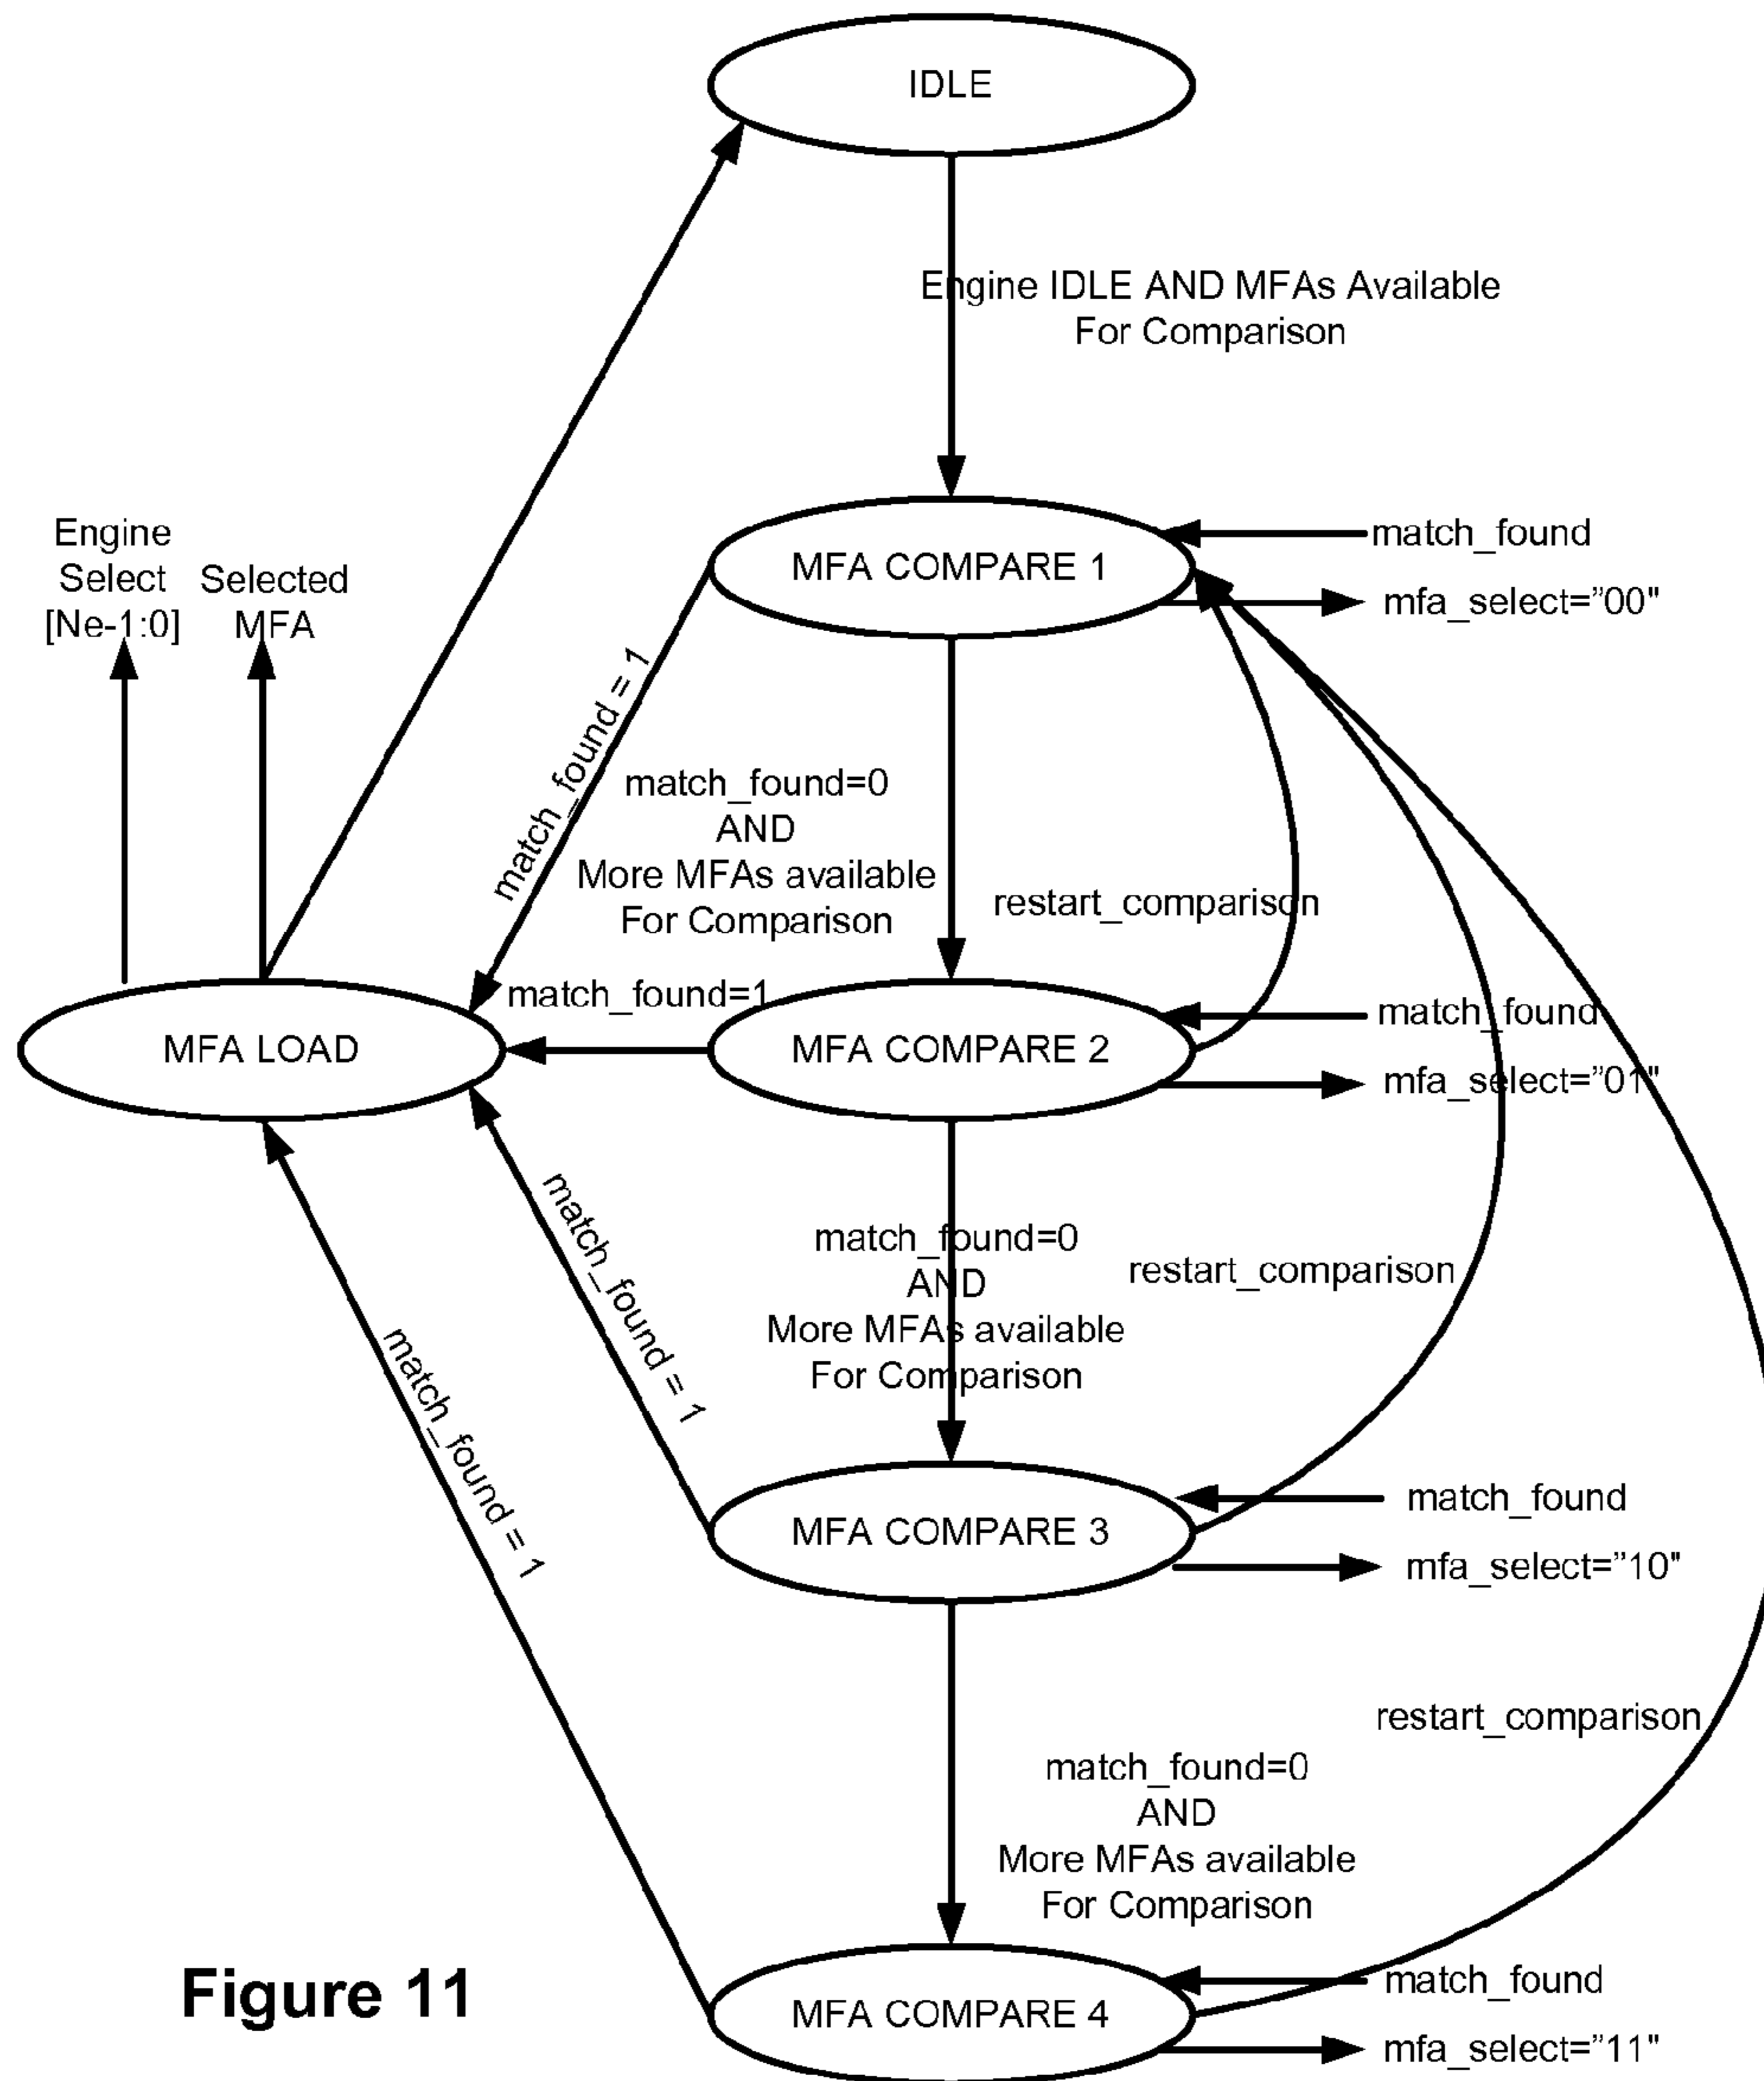 IDLE
Engine IDLE AND MFAs Available
For Comparison
Engine
Select
[Ne-1:0]
Selected
MFA
MFA COMPARE 1
match_found
mfa_select=”00"
match_found = 1
match_found=0
AND
More MFAs available
For Comparison
restart_comparison
match_found=1
MFA LOAD
MFA COMPARE 2
match_found
mfa_select=”01"
match_found = 1
match_found=0
AND
More MFAs available
For Comparison
restart_comparison
match_found = 1
MFA COMPARE 3
match_found
mfa_select=”10"
restart_comparison
match_found=0
AND
More MFAs available
For Comparison
Figure 11
MFA COMPARE 4
match_found
mfa_select=”11"